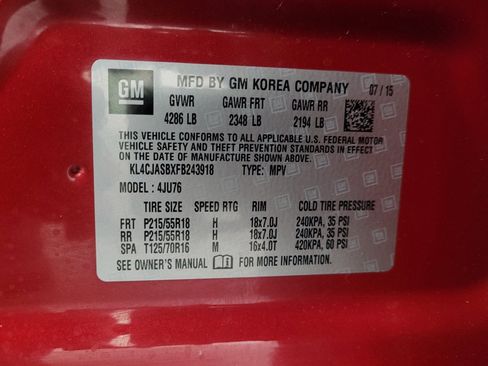 GM
MFD BY GM KOREA COMPANY 07 / 15
GVWR GAWR FRT GAWR RR
4286 LB 2348 LB 2194 LB
THIS VEHICLE CONFORMS TO ALL APPLICABLE U.S. FEDERAL MOTOR
VEHICLE SAFETY AND THEFT PREVENTION STANDARDS IN EFFECT ON
THE DATE OF MANUFACTURE SHOWN ABOVE.
KL4CJASBXFB243918 TYPE: MPV
MODEL : 4JU76
TIRE SIZE SPEED RTG RIM COLD TIRE PRESSURE
FRT P215/55R18 H 18x7.0J 240KPA, 35 PSI
RR P215/55R18 H 18x7.0J 240KPA, 35 PSI
SPA T125/70R16 M 16x4.0T 420KPA, 60 PSI
SEE OWNER'S MANUAL FOR MORE INFORMATION.